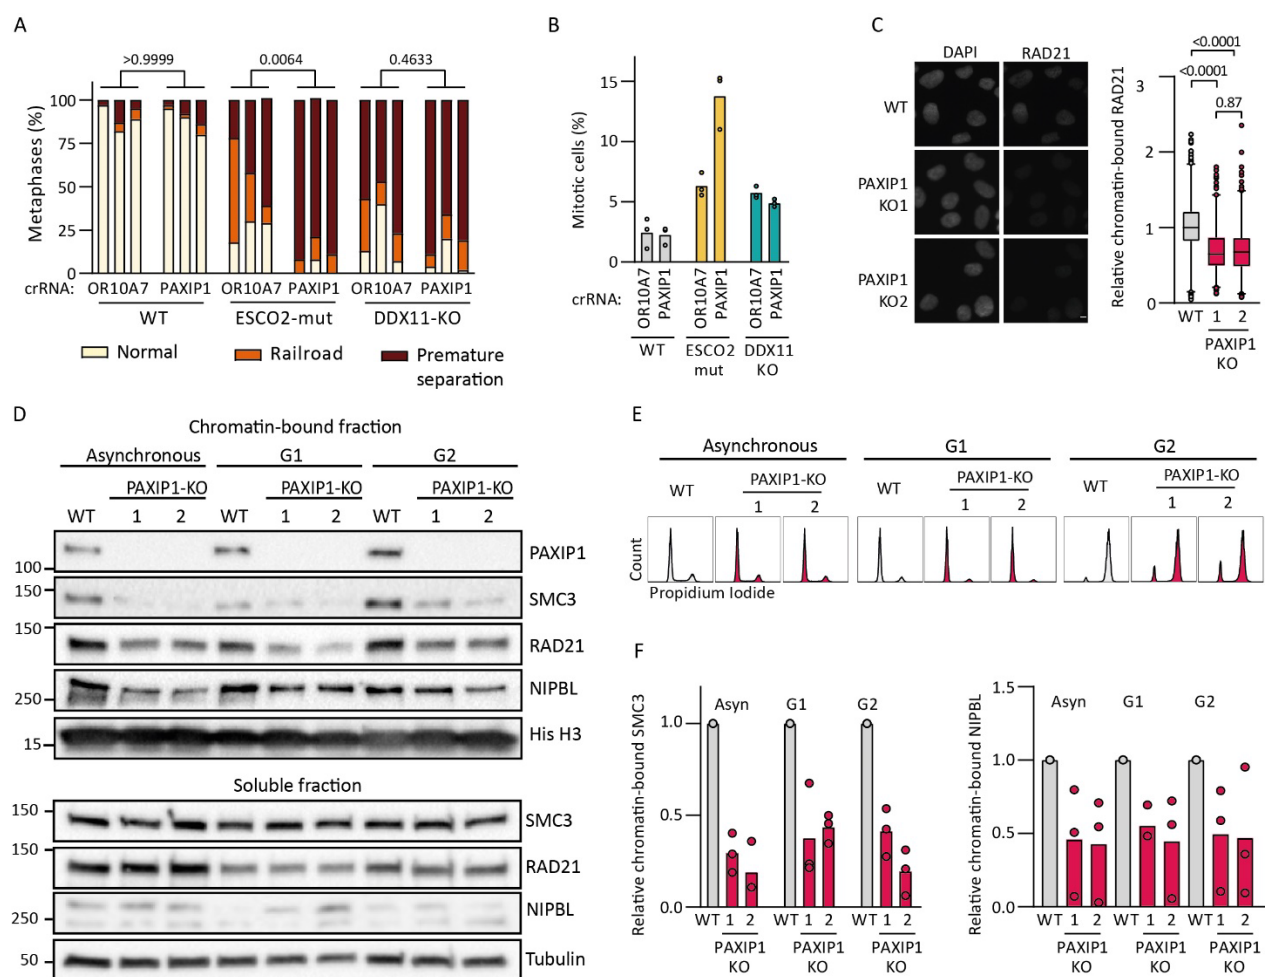 A
>0.9999
0.0064
0.4633
Metaphases (%)
100
75
50
25
0
crRNA:
OR10A7 PAXIP1 OR10A7 PAXIP1 OR10A7 PAXIP1
WT ESCO2-mut DDX11-KO
Normal Railroad Premature
separation
B
Mitotic cells (%)
15
10
5
0
crRNA:
OR10A7 PAXIP1 OR10A7 PAXIP1 OR10A7 PAXIP1
WT ESCO2 DDX11
mut KO
C
DAPI RAD21
WT
PAXIP1
KO1
PAXIP1
KO2
<0.0001
<0.0001
0.87
Relative chromatin-bound RAD21
3
2
1
0
WT 1 2
PAXIP1
KO
D
Chromatin-bound fraction
Asynchronous G1 G2
PAXIP1-KO PAXIP1-KO PAXIP1-KO
WT 1 2 WT 1 2 WT 1 2
100 PAXIP1
150 SMC3
150 RAD21
250 NIPBL
15 His H3
Soluble fraction
150 SMC3
150 RAD21
250 NIPBL
50 Tubulin
E
Asynchronous G1 G2
WT PAXIP1-KO WT PAXIP1-KO WT PAXIP1-KO
1 2 1 2 1 2
Count
Propidium Iodide
F
Relative chromatin-bound SMC3
Asyn G1 G2
1.0
0.5
0.0
WT 1 2 WT 1 2 WT 1 2
PAXIP1 PAXIP1 PAXIP1
KO KO KO
Relative chromatin-bound NIPBL
1.5
Asyn G1 G2
1.0
0.5
0.0
WT 1 2 WT 1 2 WT 1 2
PAXIP1 PAXIP1 PAXIP1
KO KO KO